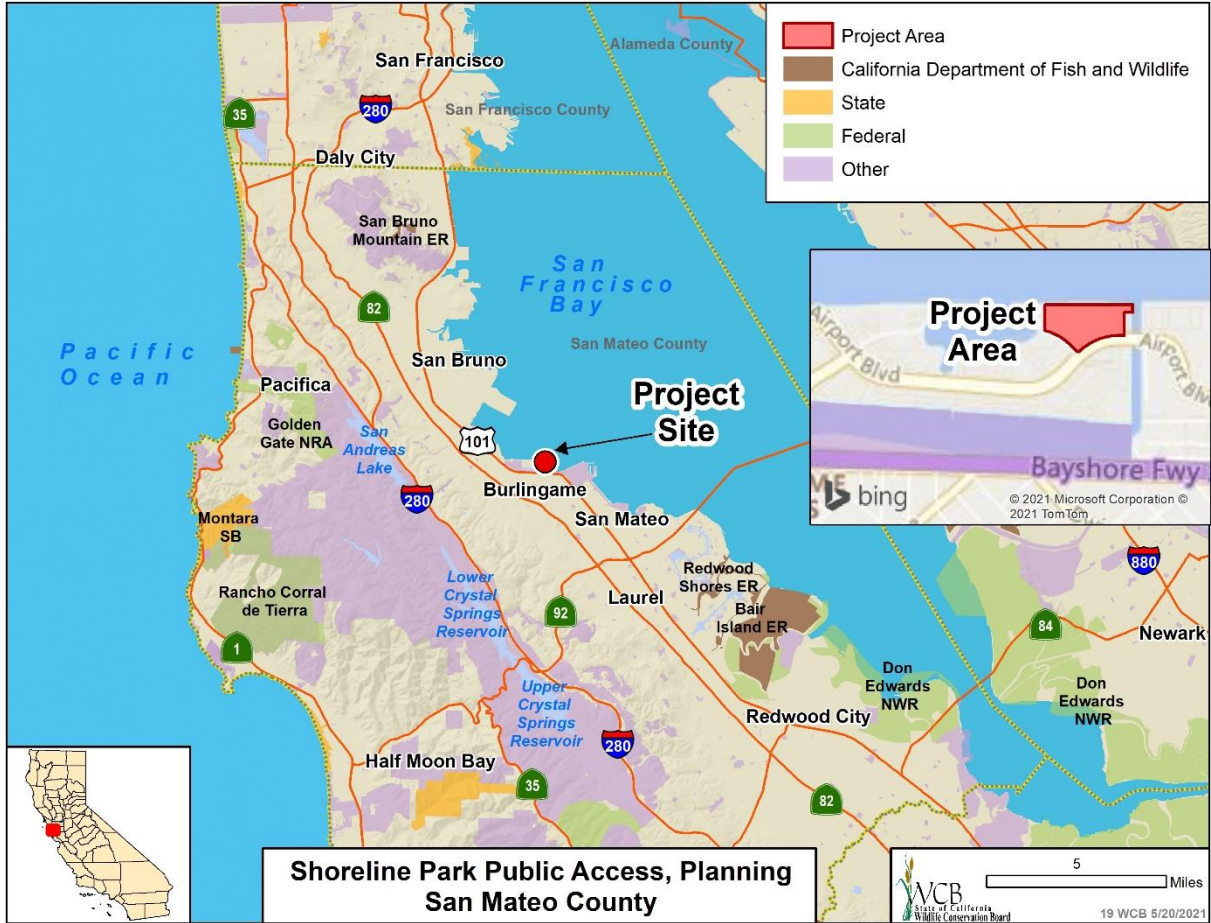 San Francisco
Alameda County
35
280
San Francisco County
Daly City
San Bruno
Mountain ER
San
Francisco
Bay
82
San Mateo County
Pacific
Ocean
San Bruno
Pacifica
Golden
Gate NRA
San
Andreas
Lake
101
Project
Site
Burlingame
280
San Mateo
Montara
SB
Rancho Corral
de Tierra
Lower
Crystal
Springs
Reservoir
92
Laurel
Redwood
Shores ER
Bair
Island ER
1
Upper
Crystal
Springs
Reservoir
280
Don
Edwards
NWR
Redwood City
Half Moon Bay
35
82
880
84
Newark
Don
Edwards
NWR
Project Area
California Department of Fish and Wildlife
State
Federal
Other
Project
Area
Airport Blvd
Airport Blv
Bayshore Fwy
bing
© 2021 Microsoft Corporation ©
2021 TomTom
Shoreline Park Public Access, Planning
San Mateo County
WCB
State of California
Wildlife Conservation Board
5
Miles
19 WCB 5/20/2021